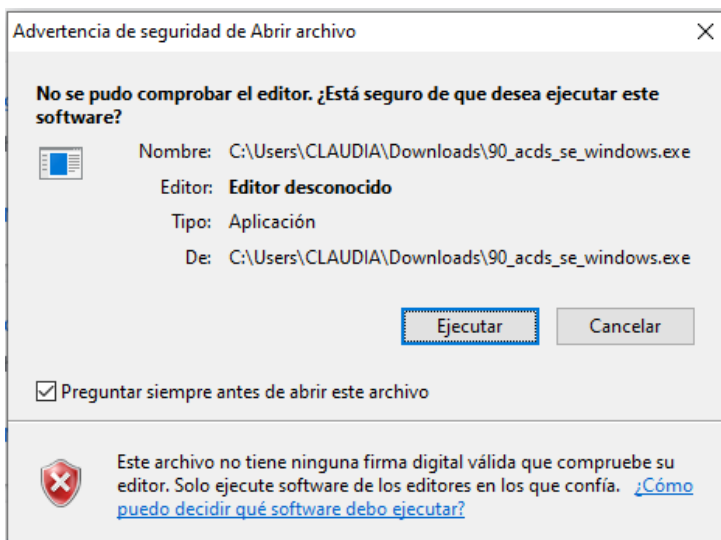 Advertencia de seguridad de Abrir archivo
No se pudo comprobar el editor. ¿Está seguro de que desea ejecutar este
software?
Nombre: C:\Users\CLAUDIA\Downloads\90_acds_se_windows.exe
Editor: Editor desconocido
Tipo: Aplicación
De: C:\Users\CLAUDIA\Downloads\90_acds_se_windows.exe
Ejecutar Cancelar
Preguntar siempre antes de abrir este archivo
Este archivo no tiene ninguna firma digital válida que compruebe su
editor. Solo ejecute software de los editores en los que confía. ¿Cómo
puedo decidir qué software debo ejecutar?